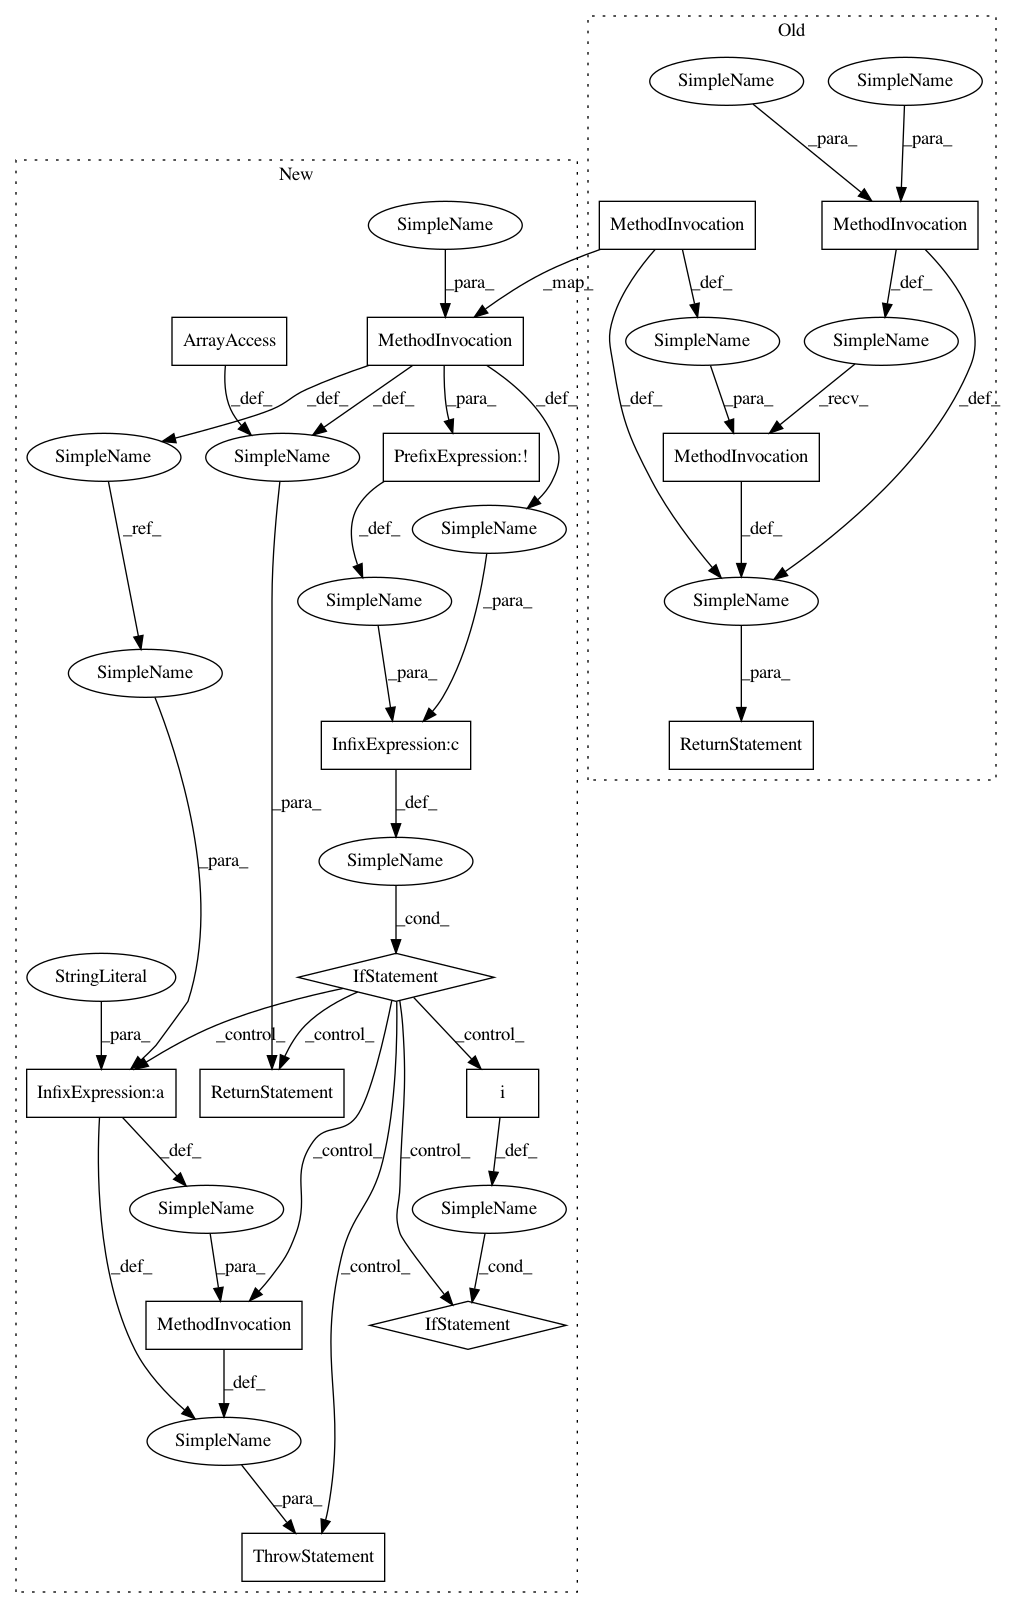 Old
SimpleName
SimpleName
_para_
_para_
New
SimpleName
MethodInvocation
MethodInvocation
_para_
_map_
_def_
_def_
ArrayAccess
MethodInvocation
SimpleName
SimpleName
_def_
_def_
_def_
_para_
_def_
_def_
_para_
_recv_
_def_
SimpleName
SimpleName
PrefixExpression:!
MethodInvocation
SimpleName
_ref_
_def_
_def_
SimpleName
SimpleName
_para_
SimpleName
_para_
_para_
InfixExpression:c
ReturnStatement
_para_
_def_
SimpleName
_para_
_cond_
StringLiteral
IfStatement
_para_
_control_
_control_
_control_
InfixExpression:a
ReturnStatement
i
_def_
_control_
_control_
_def_
SimpleName
SimpleName
_def_
_para_
_control_
_cond_
MethodInvocation
IfStatement
_def_
SimpleName
_para_
ThrowStatement